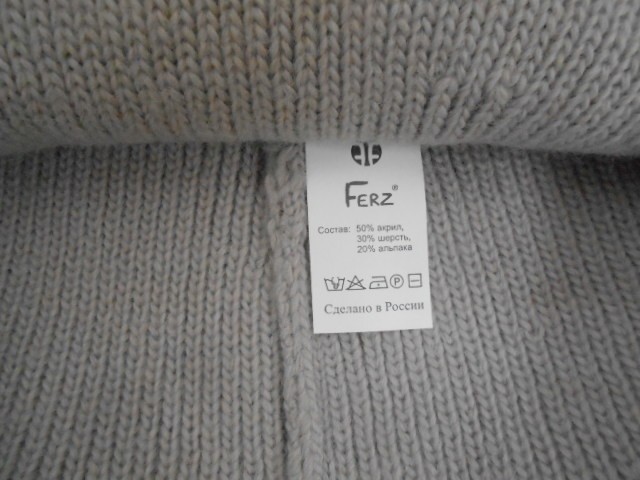 FERZ®
Состав: 50% акрил,
30% шерсть,
20% альпака
Сделано в России